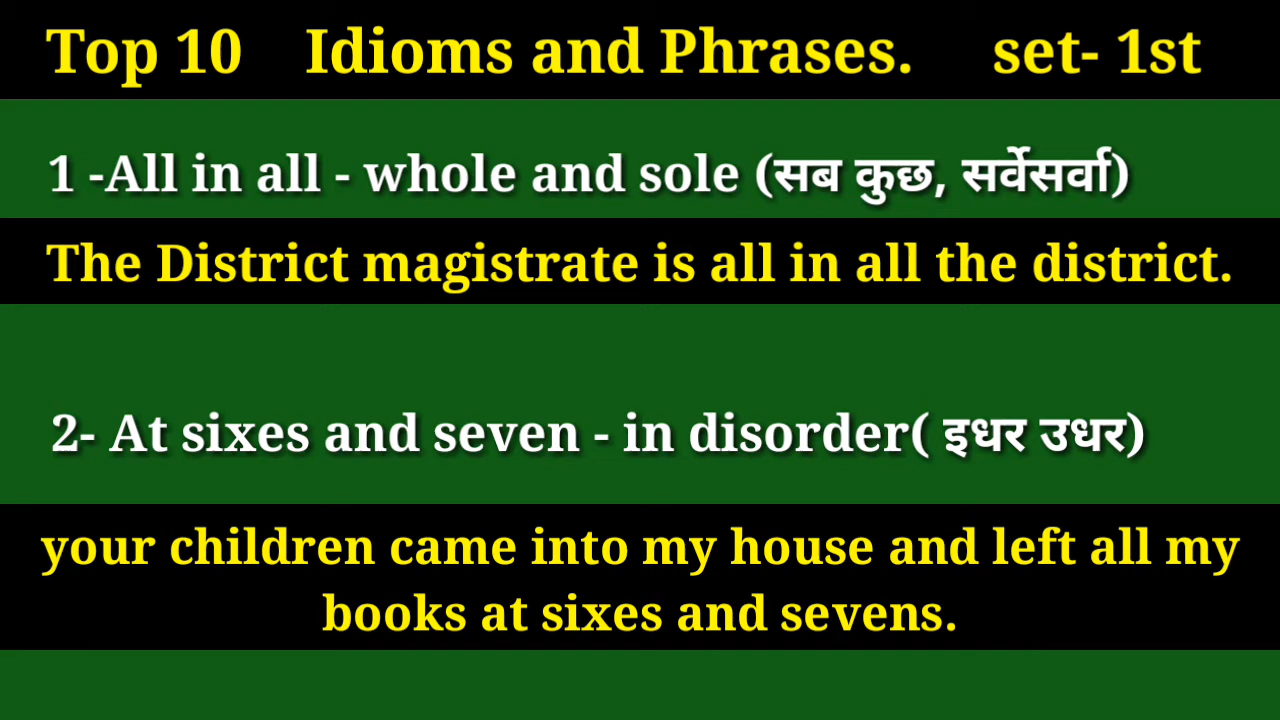 Top 10 Idioms and Phrases. set- 1st
1 -All in all - whole and sole (सब कुछ, सर्वेसर्वा)
The District magistrate is all in all the district.
2- At sixes and seven - in disorder( इधर उधर)
your children came into my house and left all my
books at sixes and sevens.